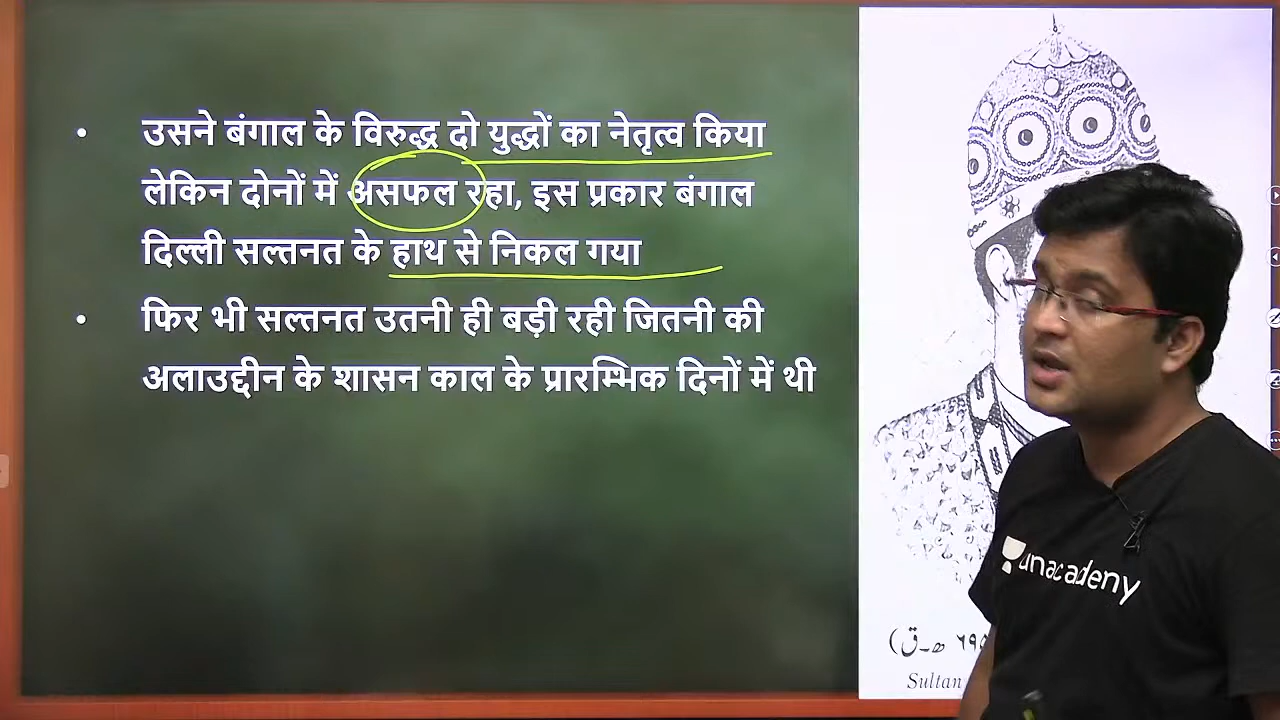 उसने बंगाल के विरुद्ध दो युद्धों का नेतृत्व किया
लेकिन दोनों में असफल रहा, इस प्रकार बंगाल
दिल्ली सल्तनत के हाथ से निकल गया
फिर भी सल्तनत उतनी ही बड़ी रही जितनी की
अलाउद्दीन के शासन काल के प्रारम्भिक दिनों में थी
unacademy
Sultan